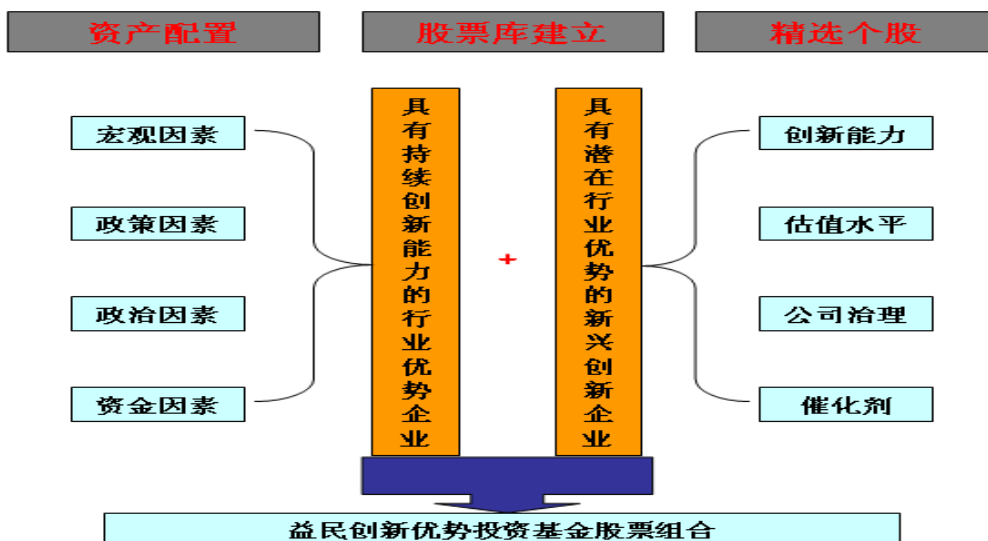 资产配置
股票库建立
精选个股
宏观因素
政策因素
政治因素
资金因素
具有持续创新能力的行业优势企业
+
具有潜在行业优势的新兴创新企业
创新能力
估值水平
公司治理
催化剂
益民创新优势投资基金股票组合